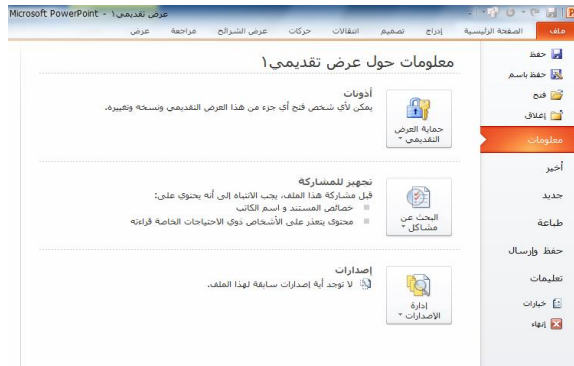 عرض تقديمي١ - Microsoft PowerPoint
ملف الصفحة الرئيسية إدراج تصميم انتقالات حركات عرض الشرائح مراجعة عرض
حفظ
حفظ باسم
فتح
إغلاق
معلومات
أخير
جديد
طباعة
حفظ وإرسال
تعليمات
خيارات
إنهاء
معلومات حول عرض تقديمي١
حماية العرض
التقديمي
أذونات
يمكن لأي شخص فتح أي جزء من هذا العرض التقديمي ونسخه وتغييره.
البحث عن
مشاكل
تجهيز للمشاركة
قبل مشاركة هذا الملف، يجب الانتباه إلى أنه يحتوي على:
خصائص المستند و اسم الكاتب
محتوى يتعذر على الأشخاص ذوي الاحتياجات الخاصة قراءته
إدارة
الإصدارات
إصدارات
لا توجد أية إصدارات سابقة لهذا الملف.